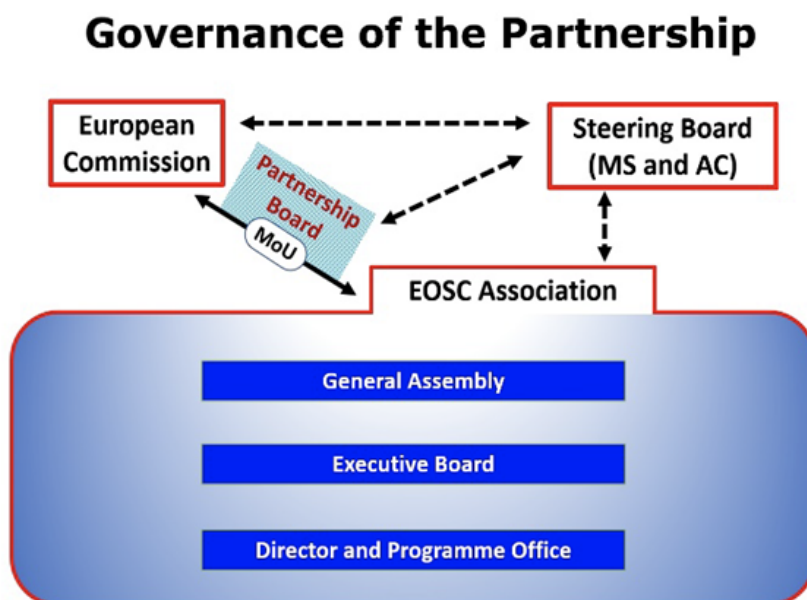 Governance of the Partnership
European
Commission
Steering Board
(MS and AC)
Partnership
Board
MoU
EOSC Association
General Assembly
Executive Board
Director and Programme Office